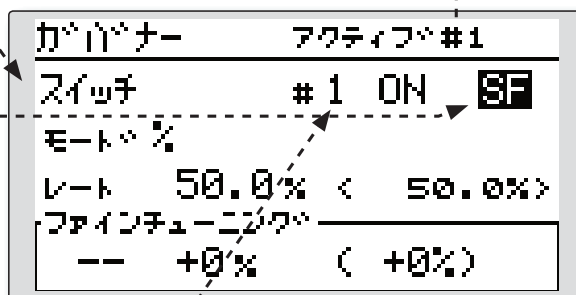 ガバナー アクティブ#1
スイッチ #1 ON SF
モード %
レート 50.0% ( 50.0%)
ファインチューニング
-- +0% ( +0%)